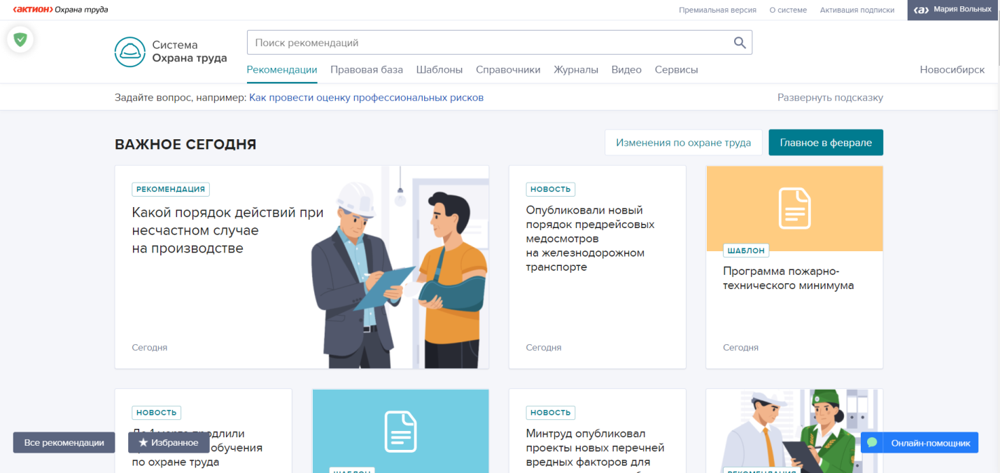 ‹актион› Охрана труда
Премиальная версия О системе Активация подписки ‹а› Мария Вольных
Система
Охрана труда
Поиск рекомендаций
Рекомендации Правовая база Шаблоны Справочники Журналы Видео Сервисы Новосибирск
Задайте вопрос, например: Как провести оценку профессиональных рисков Развернуть подсказку
ВАЖНОЕ СЕГОДНЯ
Изменения по охране труда
Главное в феврале
РЕКОМЕНДАЦИЯ
Какой порядок действий при
несчастном случае
на производстве
Сегодня
НОВОСТЬ
Опубликовали новый
порядок предрейсовых
медосмотров
на железнодорожном
транспорте
Сегодня
ШАБЛОН
Программа пожарно-
технического минимума
Сегодня
НОВОСТЬ
До 1 марта продлили
обучения
по охране труда
ШАБЛОН
НОВОСТЬ
Минтруд опубликовал
проекты новых перечней
вредных факторов для
РЕКОМЕНДАЦИЯ
Все рекомендации
★ Избранное
Онлайн-помощник